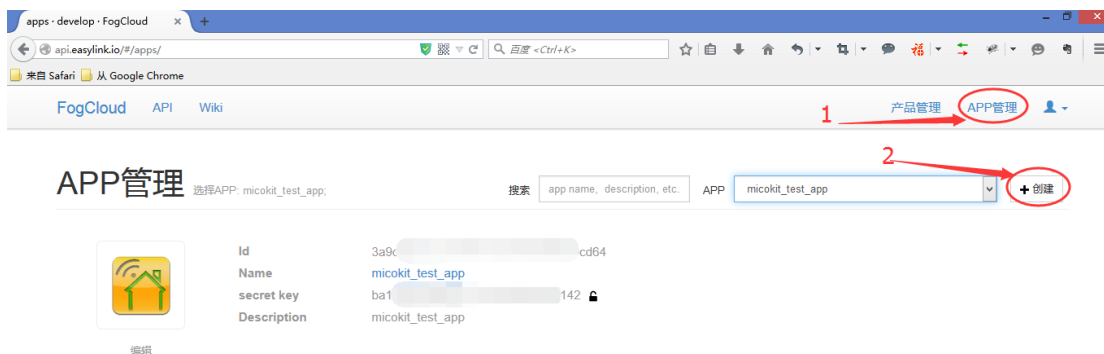 apps · develop · FogCloud
api.easylink.io/#/apps/
百度 <Ctrl+K>
来自 Safari 从 Google Chrome
FogCloud API Wiki 产品管理 APP管理
1
2
APP管理 选择APP: micokit_test_app; 搜索 app name, description, etc. APP micokit_test_app 创建
Id 3a9c cd64
Name micokit_test_app
secret key ba1 142
Description micokit_test_app
编辑